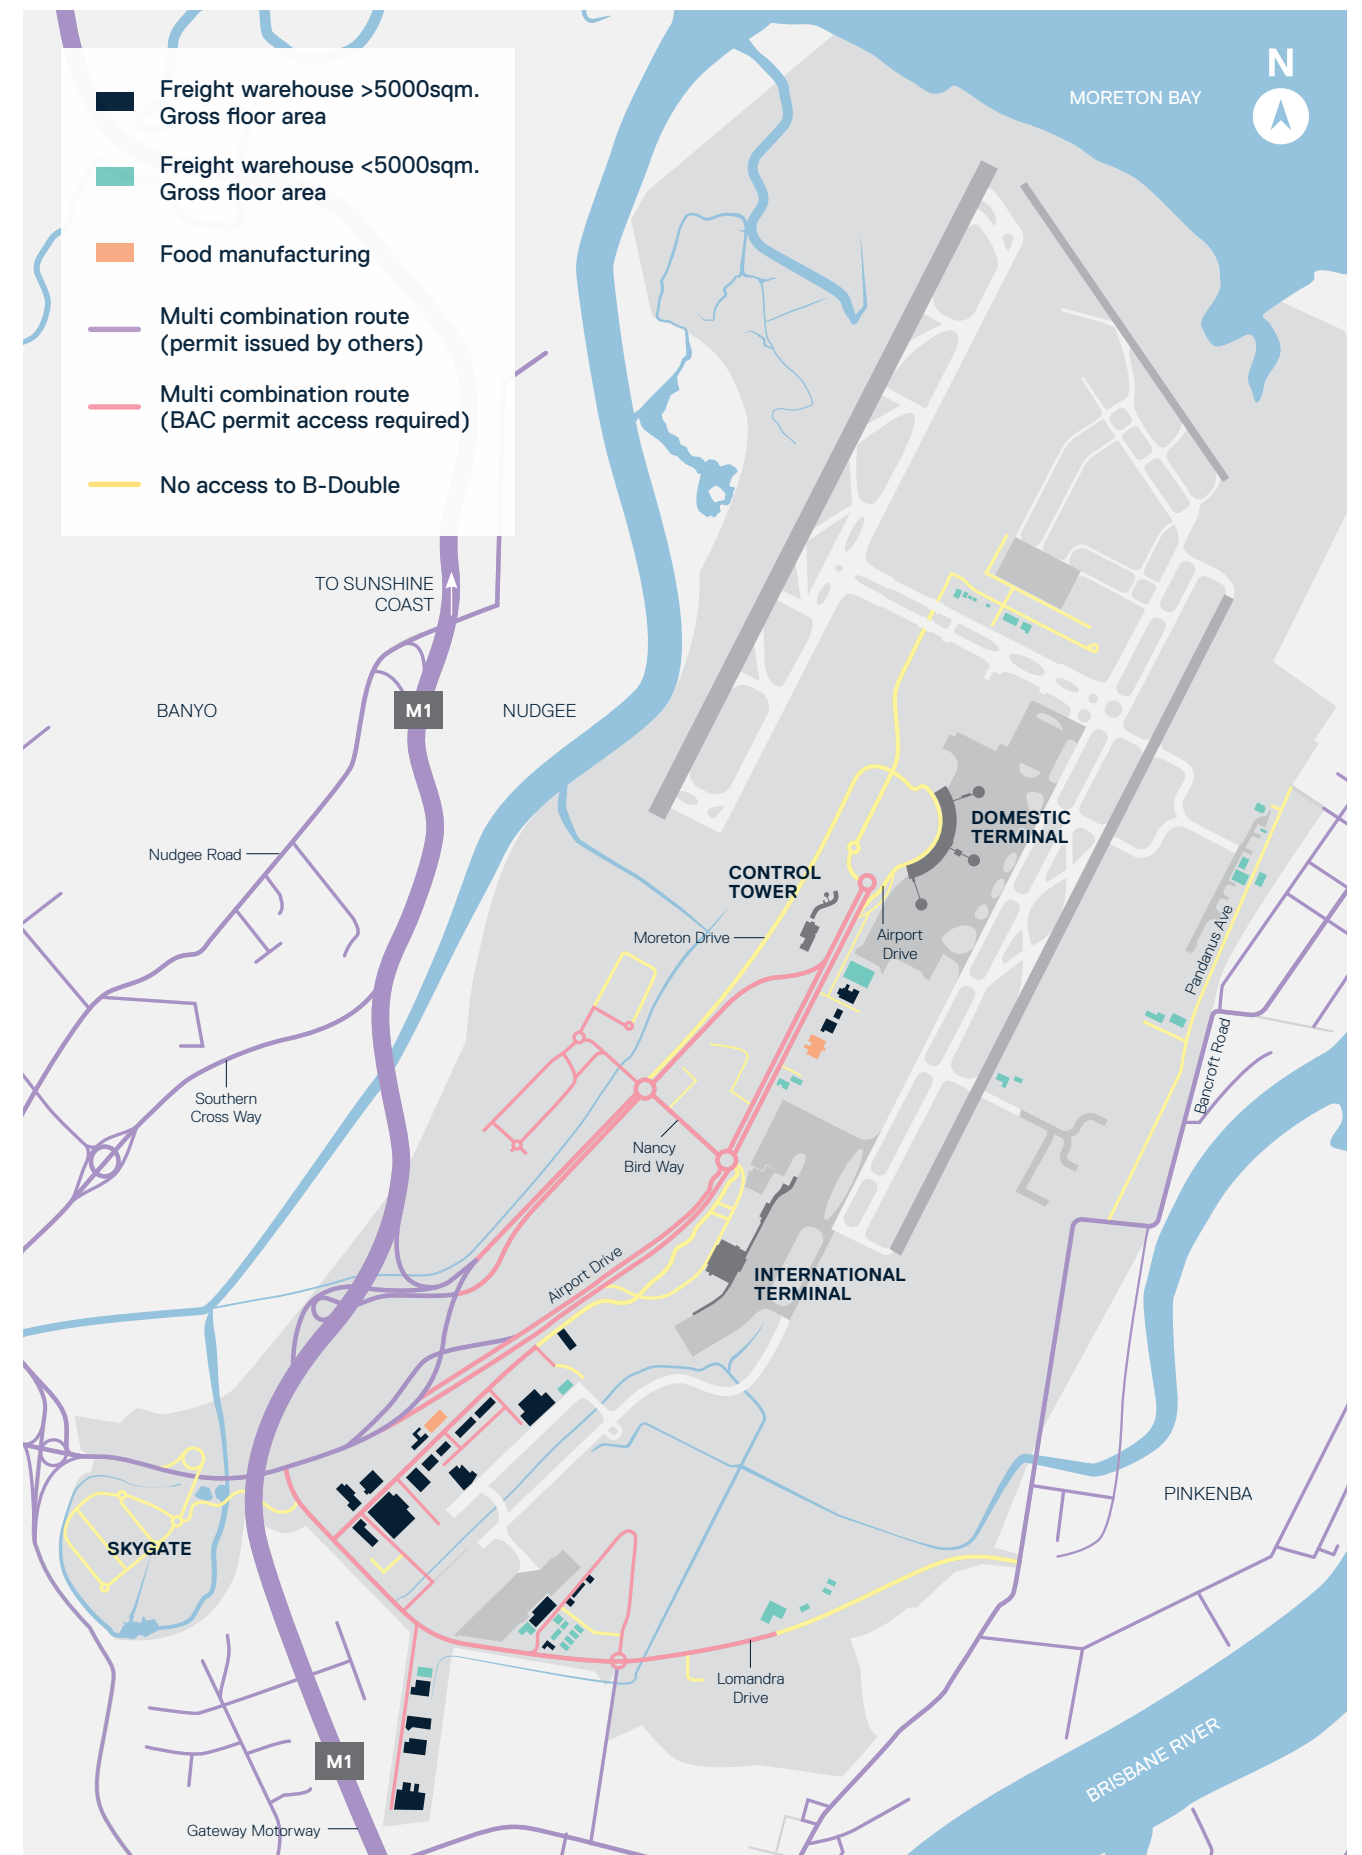 Freight warehouse >5000sqm.
Gross floor area
Freight warehouse <5000sqm.
Gross floor area
Food manufacturing
Multi combination route
(permit issued by others)
Multi combination route
(BAC permit access required)
No access to B-Double
N
MORETON BAY
TO SUNSHINE
COAST
BANYO
M1
NUDGEE
Nudgee Road
DOMESTIC
TERMINAL
CONTROL
TOWER
Moreton Drive
Airport
Drive
Pandanus Ave
Bancroft Road
Southern
Cross Way
Nancy
Bird Way
Airport Drive
INTERNATIONAL
TERMINAL
SKYGATE
PINKENBA
Lomandra
Drive
M1
Gateway Motorway
BRISBANE RIVER